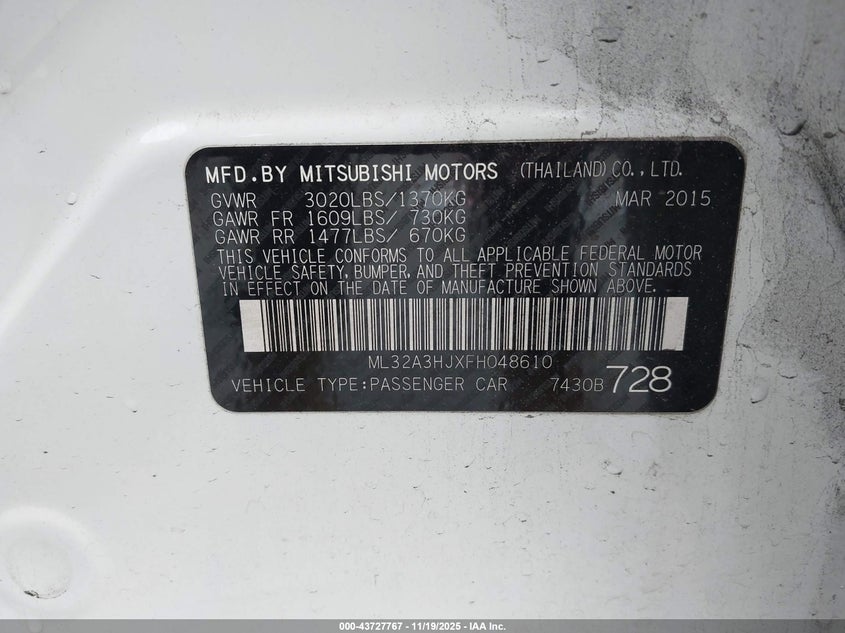 MFD.BY MITSUBISHI MOTORS (THAILAND)CO.,LTD.
GVWR 3020LBS/1370KG MAR 2015
GAWR FR 1609LBS/ 730KG
GAWR RR 1477LBS/ 670KG
THIS VEHICLE CONFORMS TO ALL APPLICABLE FEDERAL MOTOR
VEHICLE SAFETY, BUMPER, AND THEFT PREVENTION STANDARDS
IN EFFECT ON THE DATE OF MANUFACTURE SHOWN ABOVE.
ML32A3HJXFH048610
VEHICLE TYPE:PASSENGER CAR 7430B 728
000-43727767 - 11/19/2025 - IAA Inc.